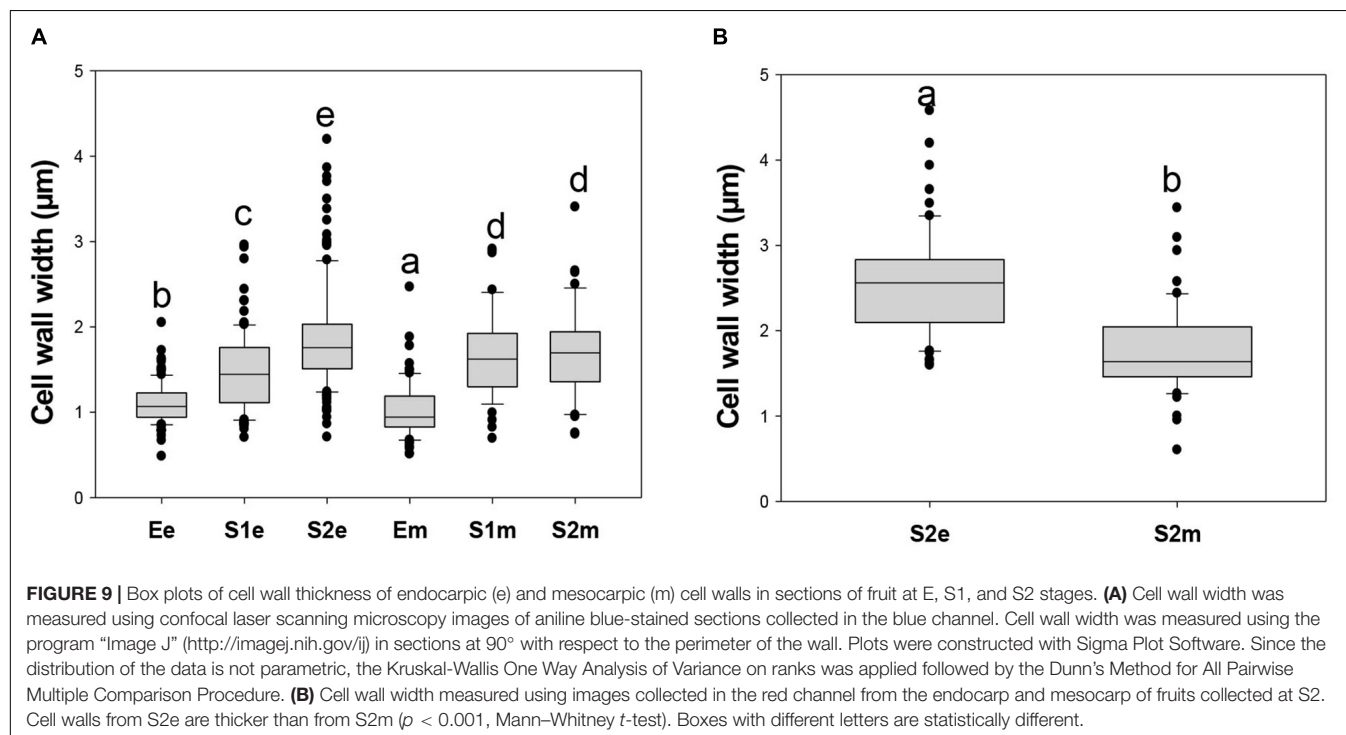 A
B
5
4
3
2
1
0
Cell wall width (µm)
b
c
e
a
d
d
Ee S1e S2e Em S1m S2m
5
4
3
2
1
0
Cell wall width (µm)
a
b
S2e S2m
FIGURE 9 | Box plots of cell wall thickness of endocarpic (e) and mesocarpic (m) cell walls in sections of fruit at E, S1, and S2 stages. (A) Cell wall width was
measured using confocal laser scanning microscopy images of aniline blue-stained sections collected in the blue channel. Cell wall width was measured using the
program “Image J” (http://imagej.nih.gov/ij) in sections at 90° with respect to the perimeter of the wall. Plots were constructed with Sigma Plot Software. Since the
distribution of the data is not parametric, the Kruskal-Wallis One Way Analysis of Variance on ranks was applied followed by the Dunn’s Method for All Pairwise
Multiple Comparison Procedure. (B) Cell wall width measured using images collected in the red channel from the endocarp and mesocarp of fruits collected at S2.
Cell walls from S2e are thicker than from S2m (p < 0.001, Mann–Whitney t-test). Boxes with different letters are statistically different.